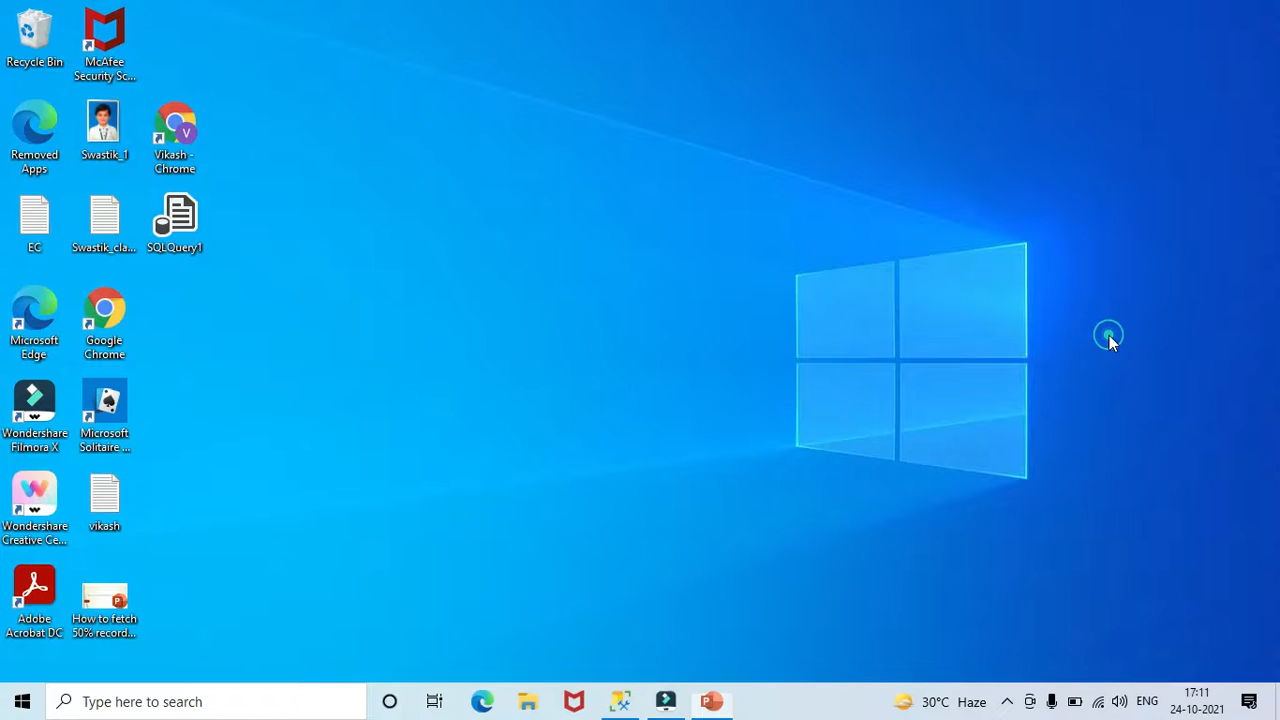 Recycle Bin
McAfee
Security Sc...
Removed
Apps
Swastik_1
V
Vikash -
Chrome
EC
Swastik_cla...
SQLQuery1
Microsoft
Edge
Google
Chrome
Wondershare
Filmora X
Microsoft
Solitaire ...
Wondershare
Creative Ce...
vikash
Adobe
Acrobat DC
P
How to fetch
50% record...
Type here to search
P
30°C Haze
ENG
17:11
24-10-2021